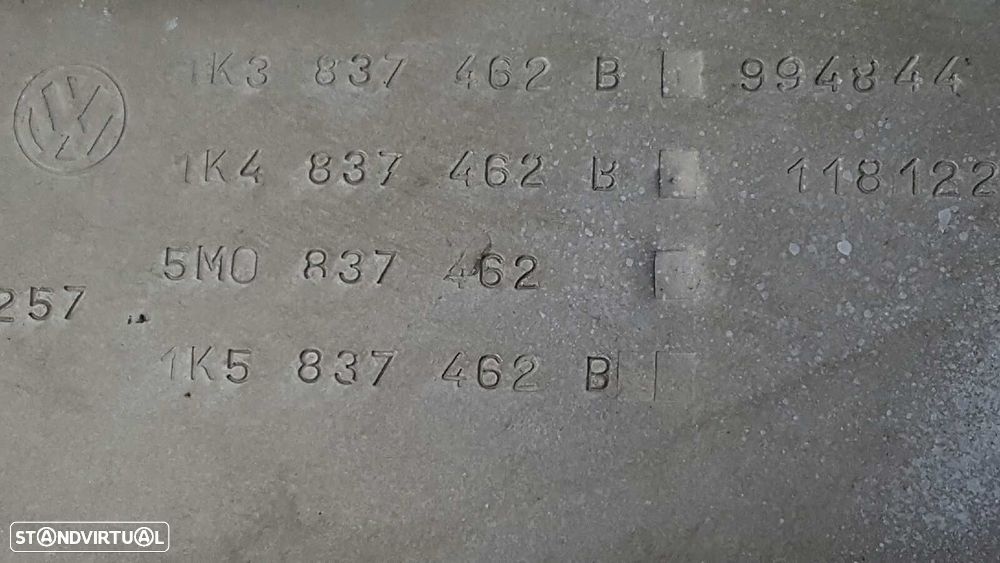 1K3 837 462 B 994844
1K4 837 462 B 118122
5M0 837 462
257
1K5 837 462 B
STANDVIRTUAL